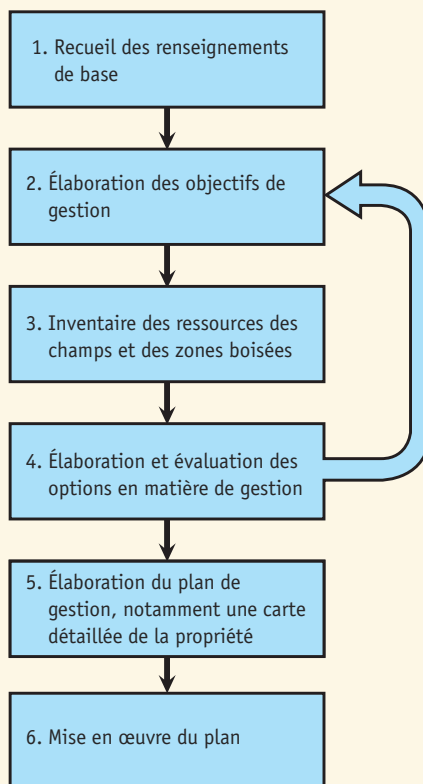 1. Recueil des renseignements
de base
2. Élaboration des objectifs de
gestion
3. Inventaire des ressources des
champs et des zones boisées
4. Élaboration et évaluation des
options en matière de gestion
5. Élaboration du plan de
gestion, notamment une carte
détaillée de la propriété
6. Mise en œuvre du plan